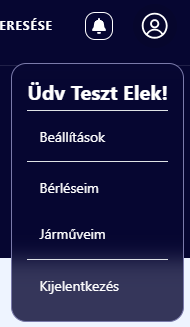 ERESÉSE
Üdv Teszt Elek!
Beállítások
Bérléseim
Járműveim
Kijelentkezés